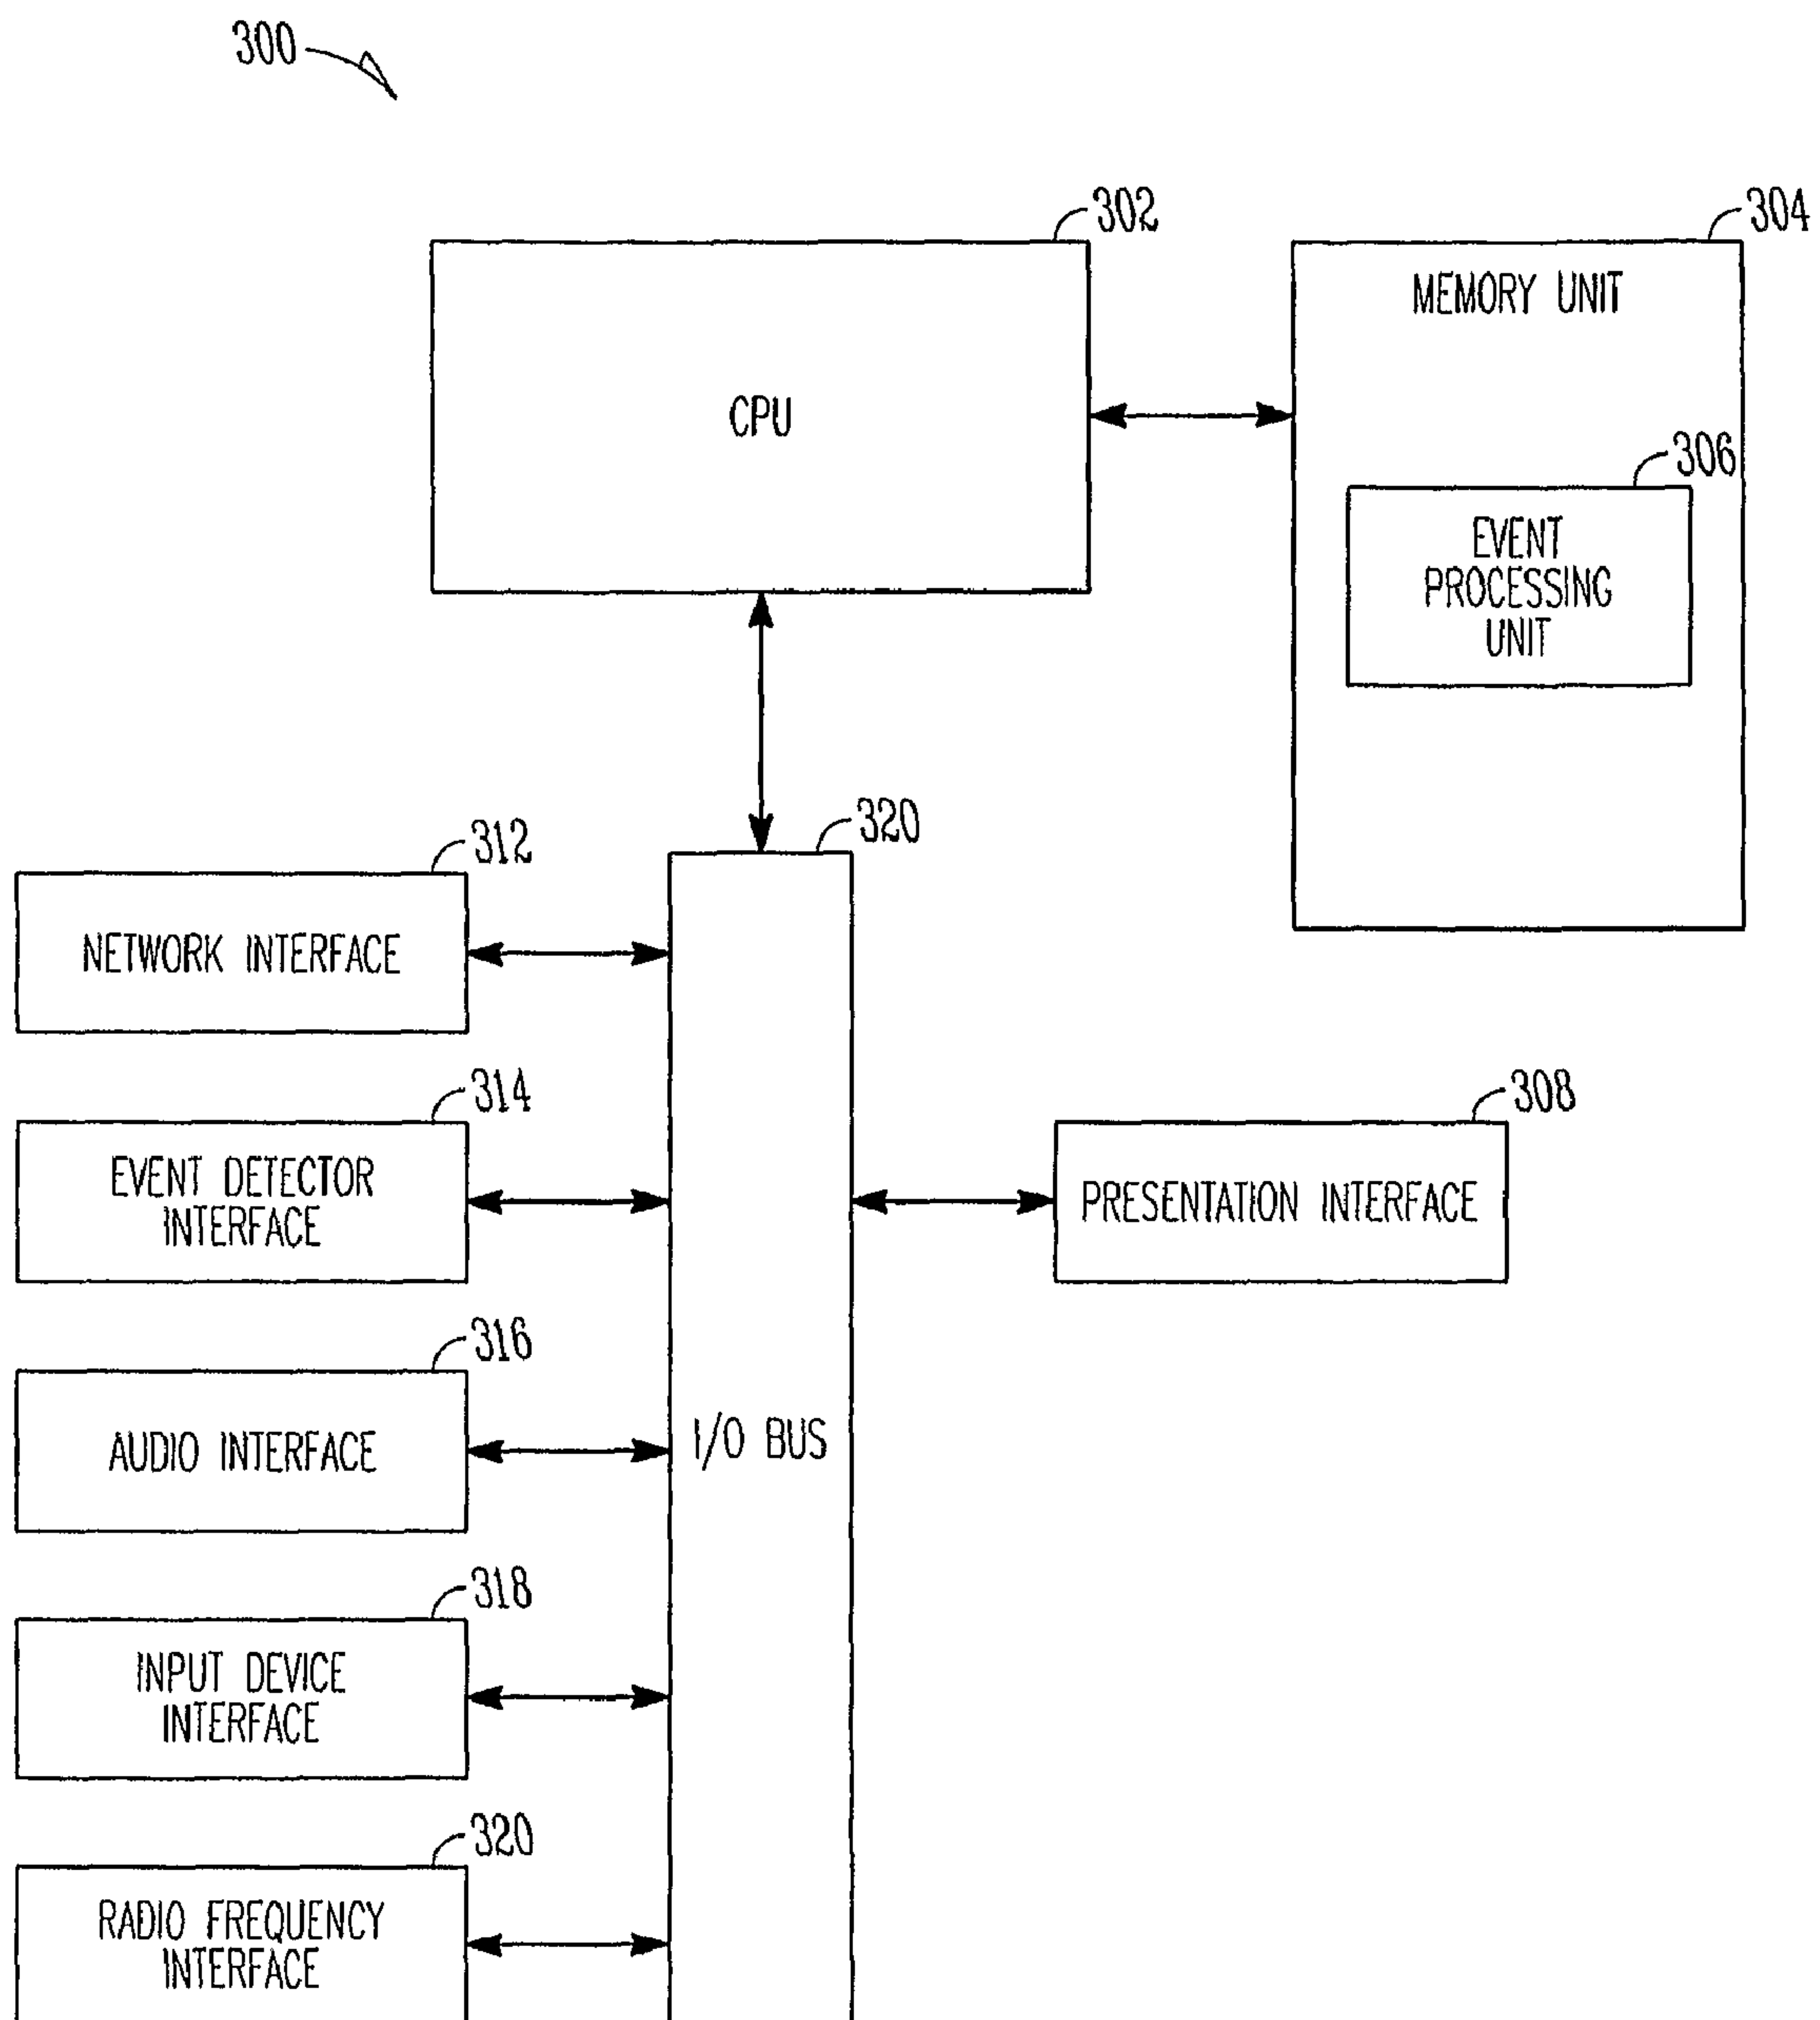 300
302
304
CPU
MEMORY UNIT
306
EVENT
PROCESSING
UNIT
320
312
NETWORK INTERFACE
314
EVENT DETECTOR
INTERFACE
308
PRESENTATION INTERFACE
316
AUDIO INTERFACE
I/O BUS
318
INPUT DEVICE
INTERFACE
320
RADIO FREQUENCY
INTERFACE